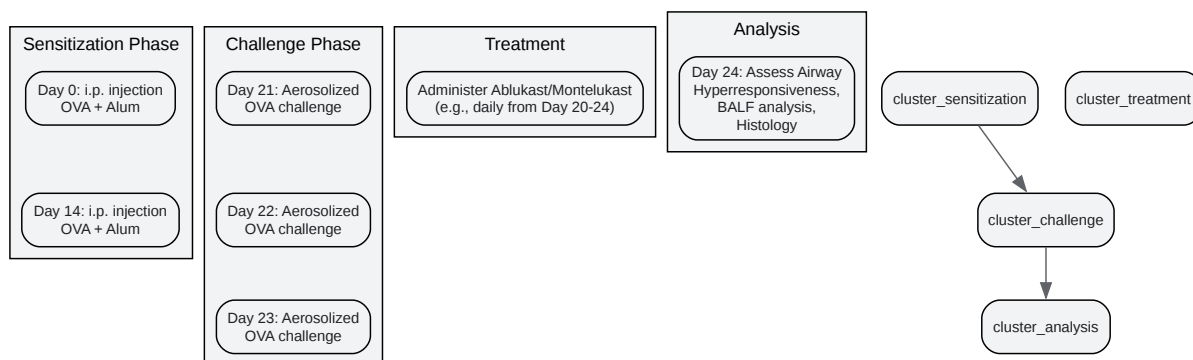 Sensitization Phase
Day 0: i.p. injection
OVA + Alum
Day 14: i.p. injection
OVA + Alum
Challenge Phase
Day 21: Aerosolized
OVA challenge
Day 22: Aerosolized
OVA challenge
Day 23: Aerosolized
OVA challenge
Treatment
Administer Ablukast/Montelukast
(e.g., daily from Day 20-24)
Analysis
Day 24: Assess Airway
Hyperresponsiveness,
BALF analysis,
Histology
cluster_sensitization
cluster_treatment
cluster_challenge
cluster_analysis